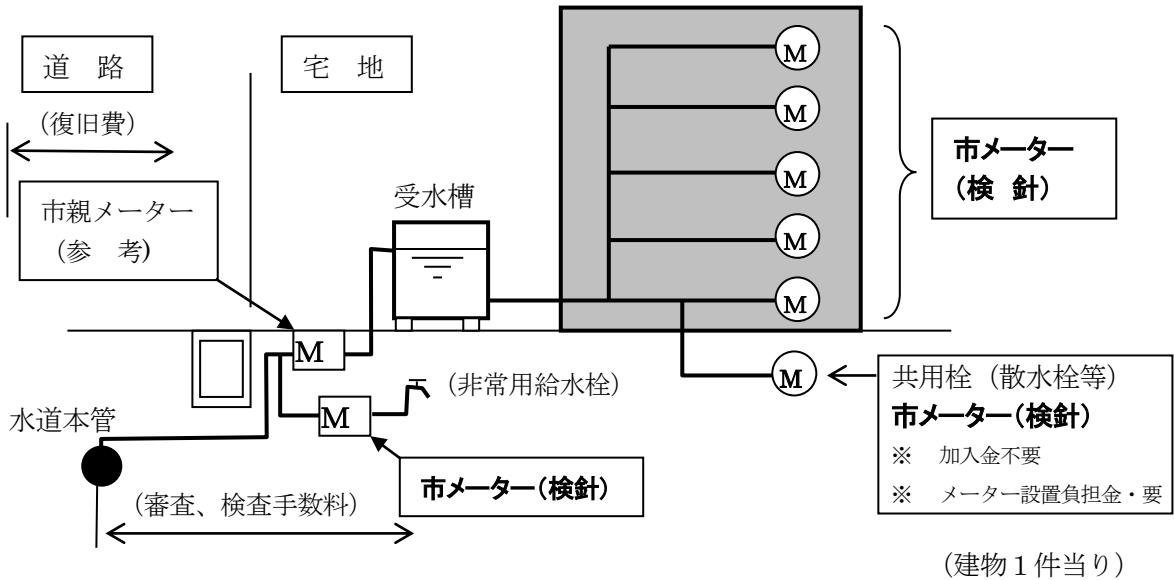 道 路
宅 地
(復旧費)
市親メーター
(参 考)
受水槽
M
M
M
M
M
市メーター
(検 針)
M
M
(非常用給水栓)
M
共用栓(散水栓等)
市メーター(検針)
※ 加入金不要
※ メーター設置負担金・要
水道本管
市メーター(検針)
(審査、検査手数料)
(建物1件当り)